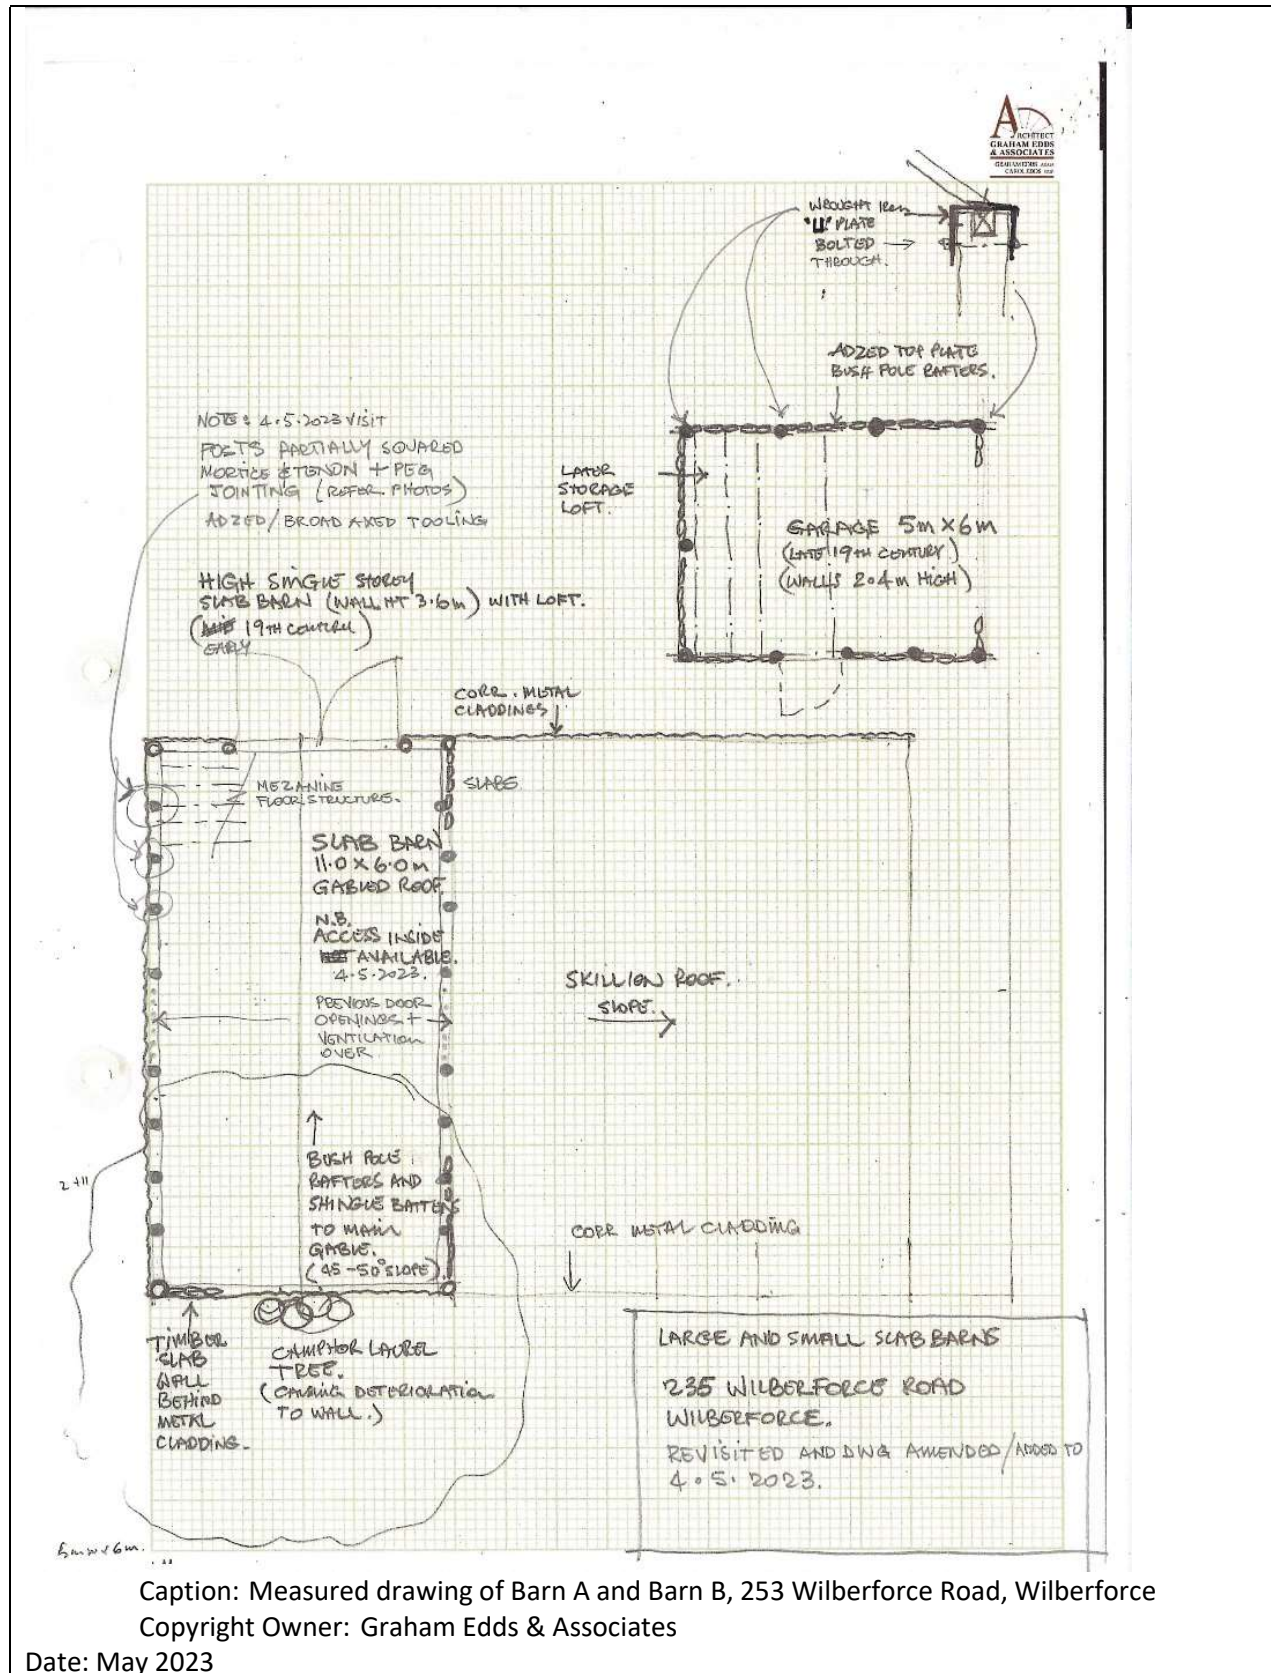 ARCHITECT
GRAHAM EDDS
& ASSOCIATES
WROUGHT IRON
"U" PLATE
BOLTED
THROUGH.
ADZED TOP PLATE
BUSH POLE RAFTERS.
NOTE: 4.5.2023 VISIT
POSTS PARTIALLY SQUARED
MORTICE & TENON + PEG
JOINTING (REFER PHOTOS)
ADZED/BROAD AXED TOOLING
LATER
STORAGE
LOFT.
GARAGE 5m X 6m
(LATE 19TH CENTURY)
(WALLS 2.4m HIGH)
HIGH SINGLE STOREY
SLAB BARN (WALL HT 3.6m) WITH LOFT.
(MID 19TH CENTURY)
EARLY
CORR. METAL
CLADDINGS
MEZANINE
FLOOR STRUCTURE.
SLABS
SLAB BARN
11.0 X 6.0m
GABLED ROOF.
N.B.
ACCESS INSIDE
NOT AVAILABLE.
4.5.2023.
PREVIOUS DOOR
OPENINGS +
VENTILATION
OVER
SKILLION ROOF.
SLOPE.
BUSH POLE
RAFTERS AND
SHINGLE BATTENS
TO MAIN
GABLE.
(45-50° SLOPE)
CORR METAL CLADDING
TIMBER
SLAB
WALL
BEHIND
METAL
CLADDING.
CAMPHOR LAUREL
TREE.
(CAUSING DETERIORATION
TO WALL.)
LARGE AND SMALL SLAB BARNS
235 WILBERFORCE ROAD
WILBERFORCE.
REVISITED AND DWG AMENDED/ADDED TO
4.5.2023.
Caption: Measured drawing of Barn A and Barn B, 253 Wilberforce Road, Wilberforce
Copyright Owner: Graham Edds & Associates
Date: May 2023